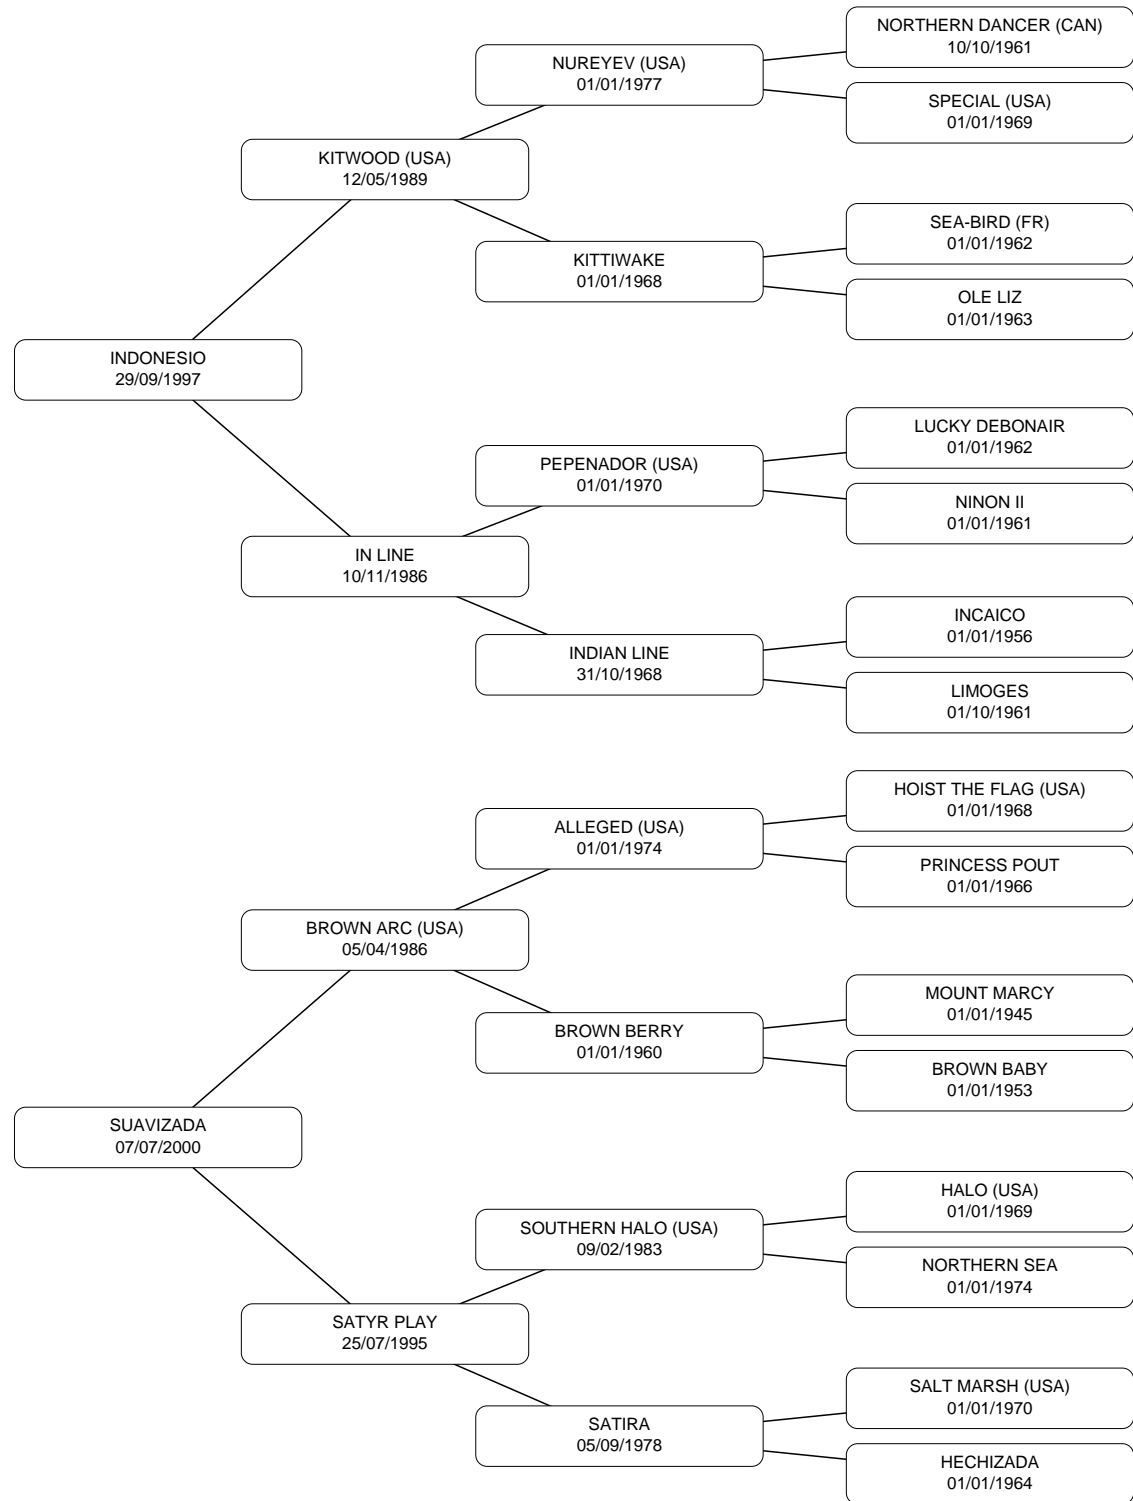 NORTHERN DANCER (CAN)
10/10/1961
NUREYEV (USA)
01/01/1977
SPECIAL (USA)
01/01/1969
KITWOOD (USA)
12/05/1989
SEA-BIRD (FR)
01/01/1962
KITTIWAKE
01/01/1968
OLE LIZ
01/01/1963
INDONESIO
29/09/1997
LUCKY DEBONAIR
01/01/1962
PEPENADOR (USA)
01/01/1970
NINON II
01/01/1961
IN LINE
10/11/1986
INCAICO
01/01/1956
INDIAN LINE
31/10/1968
LIMOGES
01/10/1961
HOIST THE FLAG (USA)
01/01/1968
ALLEGED (USA)
01/01/1974
PRINCESS POUT
01/01/1966
BROWN ARC (USA)
05/04/1986
MOUNT MARCY
01/01/1945
BROWN BERRY
01/01/1960
BROWN BABY
01/01/1953
SUAVIZADA
07/07/2000
HALO (USA)
01/01/1969
SOUTHERN HALO (USA)
09/02/1983
NORTHERN SEA
01/01/1974
SATYR PLAY
25/07/1995
SALT MARSH (USA)
01/01/1970
SATIRA
05/09/1978
HECHIZADA
01/01/1964